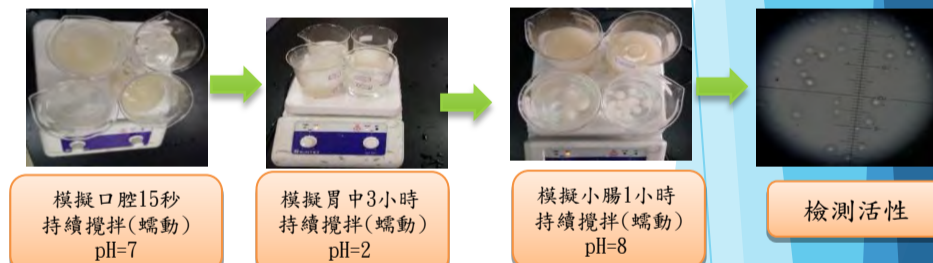 模擬口腔15秒
持續攪拌(蠕動)
pH=7
模擬胃中3小時
持續攪拌(蠕動)
pH=2
模擬小腸1小時
持續攪拌(蠕動)
pH=8
檢測活性